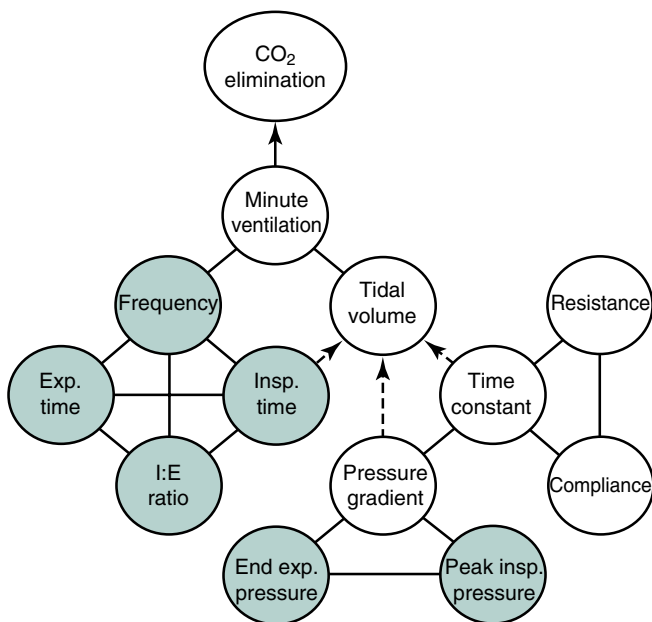 CO₂
elimination
Minute
ventilation
Frequency
Tidal
volume
Resistance
Exp.
time
Insp.
time
Time
constant
I:E
ratio
Pressure
gradient
Compliance
End exp.
pressure
Peak insp.
pressure